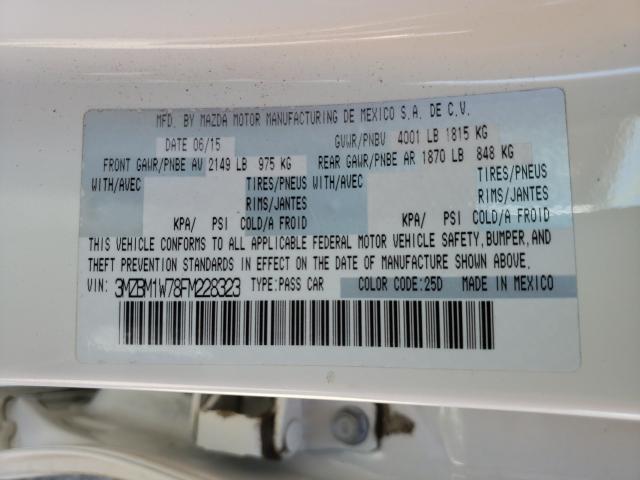 MFD. BY MAZDA MOTOR MANUFACTURING DE MEXICO S.A. DE C.V.
DATE 06/15 GVWR/PNBV 4001 LB 1815 KG
FRONT GAWR/PNBE AV 2149 LB 975 KG REAR GAWR/PNBE AR 1870 LB 848 KG
WITH/AVEC TIRES/PNEUS WITH/AVEC TIRES/PNEUS
RIMS/JANTES RIMS/JANTES
KPA/ PSI COLD/A FROID KPA/ PSI COLD/A FROID
THIS VEHICLE CONFORMS TO ALL APPLICABLE FEDERAL MOTOR VEHICLE SAFETY, BUMPER, AND
THEFT PREVENTION STANDARDS IN EFFECT ON THE DATE OF MANUFACTURE SHOWN ABOVE.
VIN: 3MZBM1W78FM228323 TYPE:PASS CAR COLOR CODE:25D MADE IN MEXICO